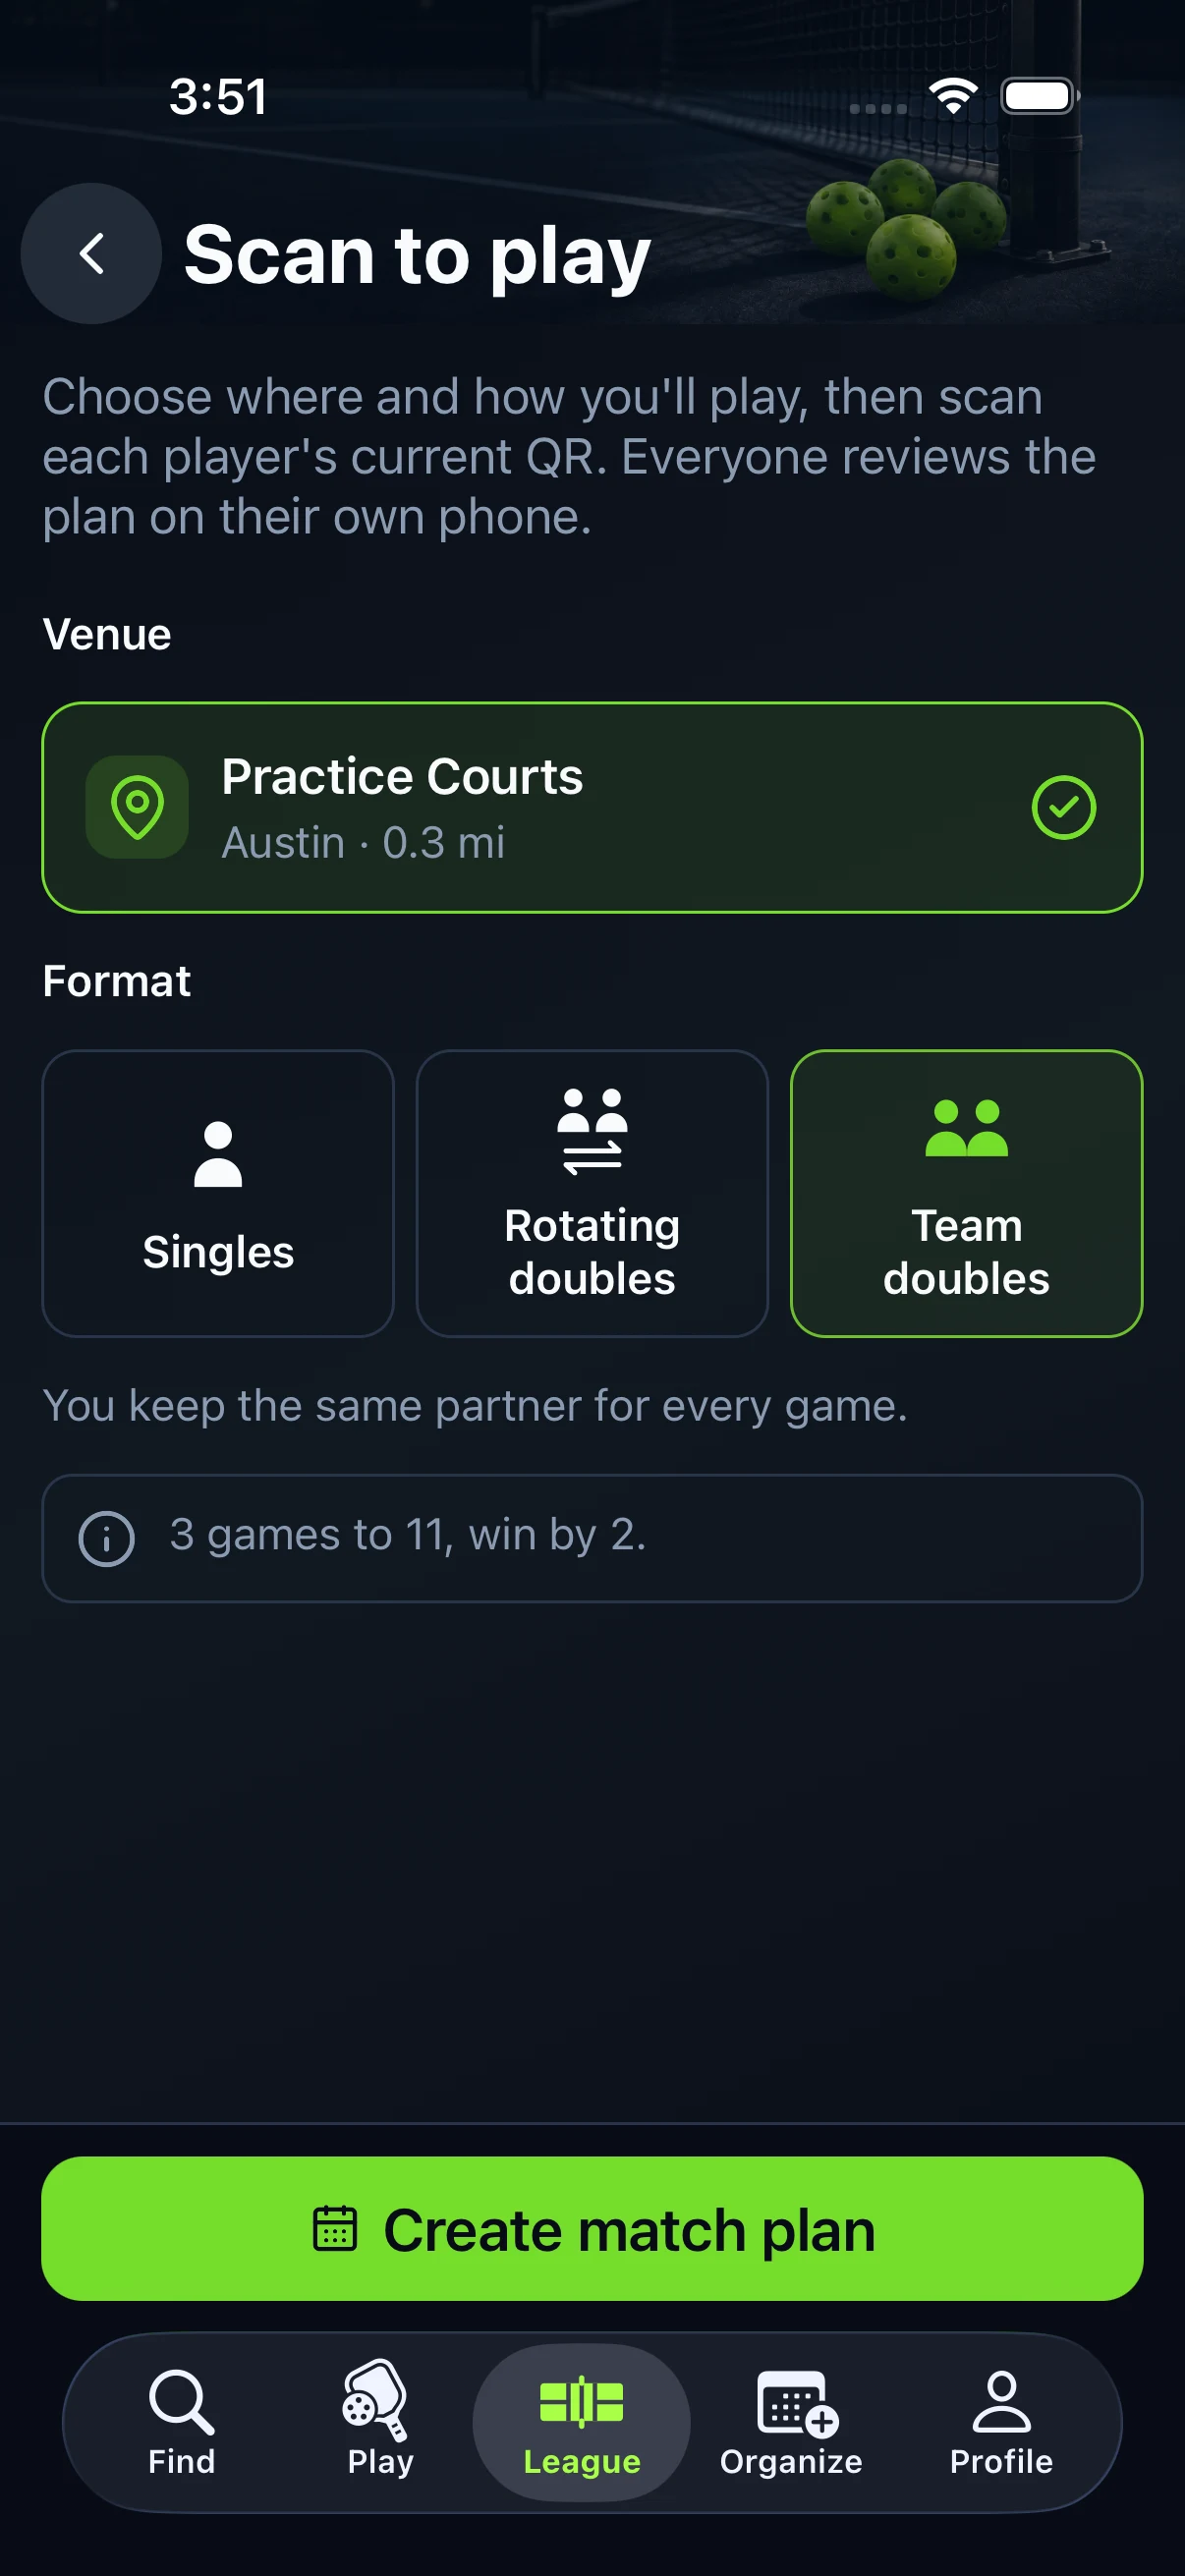 3:51
Scan to play
Choose where and how you'll play, then scan
each player's current QR. Everyone reviews the
plan on their own phone.
Venue
Practice Courts
Austin · 0.3 mi
Format
Singles
Rotating
doubles
Team
doubles
You keep the same partner for every game.
3 games to 11, win by 2.
Create match plan
Find
Play
League
Organize
Profile